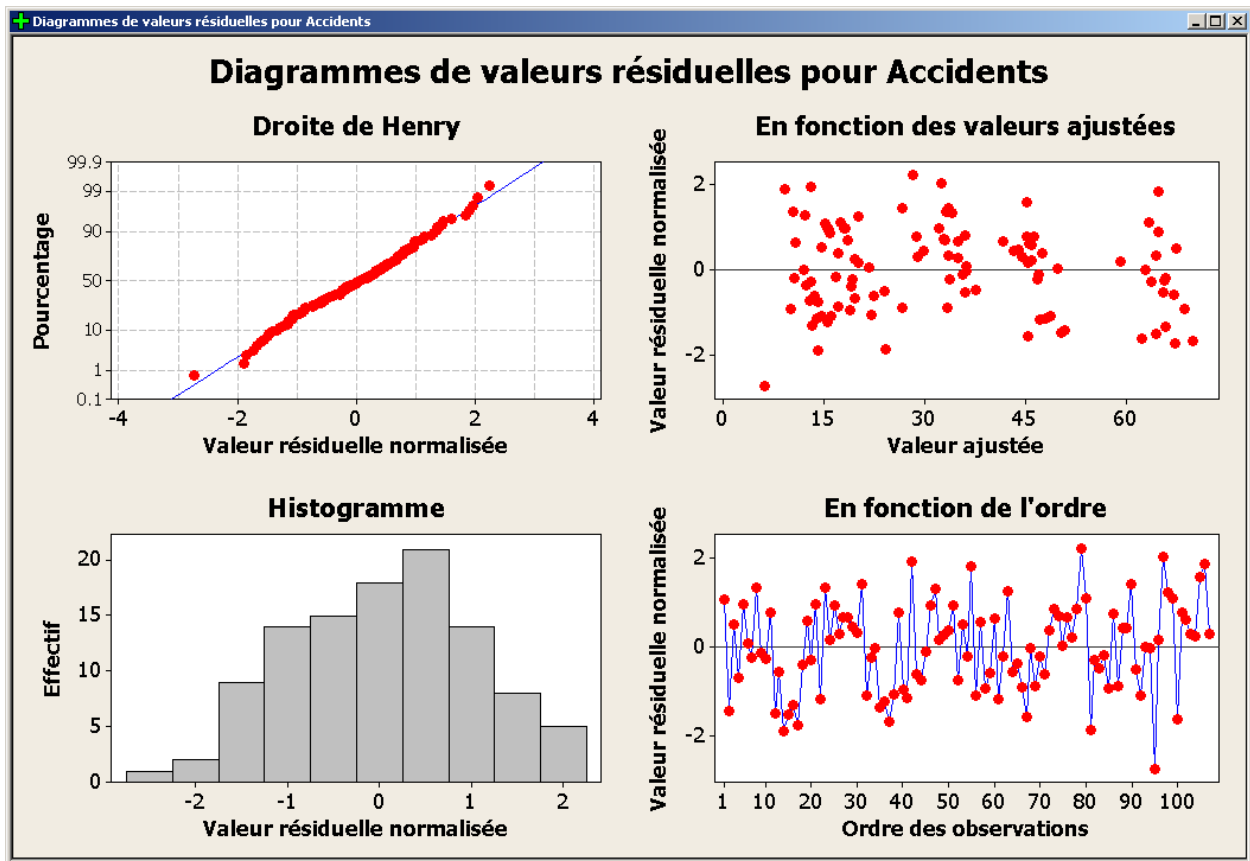 Diagrammes de valeurs résiduelles pour Accidents
Diagrammes de valeurs résiduelles pour Accidents
Droite de Henry
99.9
99
90
50
10
1
0.1
Pourcentage
-4 -2 0 2 4
Valeur résiduelle normalisée
En fonction des valeurs ajustées
2
0
-2
Valeur résiduelle normalisée
0 15 30 45 60
Valeur ajustée
Histogramme
20
15
10
5
0
Effectif
-2 -1 0 1 2
Valeur résiduelle normalisée
En fonction de l'ordre
2
0
-2
Valeur résiduelle normalisée
1 10 20 30 40 50 60 70 80 90 100
Ordre des observations